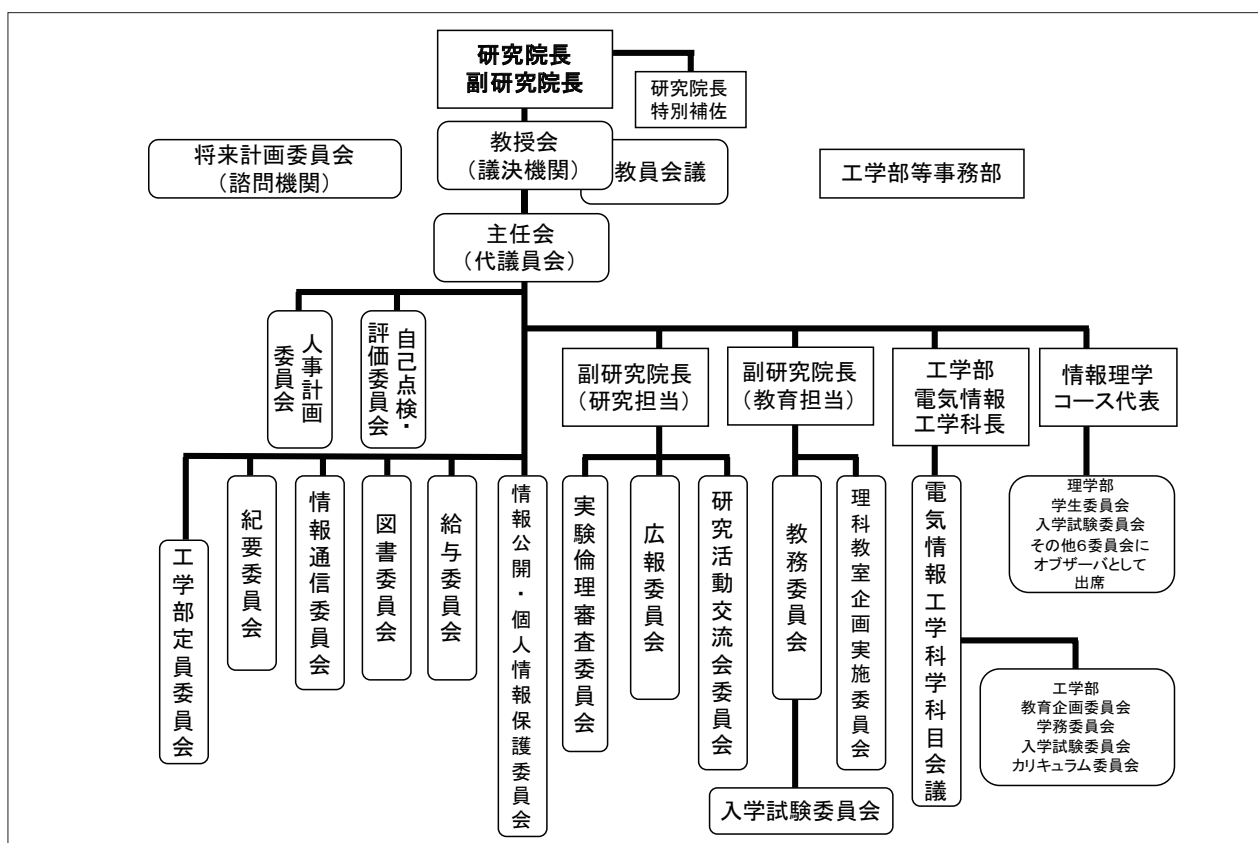 研究院長
副研究院長
研究院長
特別補佐
将来計画委員会
（諮問機関）
教授会
（議決機関）
教員会議
工学部等事務部
主任会
（代議員会）
人事計画
委員会
自己点検・
評価委員会
副研究院長
（研究担当）
副研究院長
（教育担当）
工学部
電気情報
工学科長
情報理学
コース代表
工学部定員委員会
紀要委員会
情報通信委員会
図書委員会
給与委員会
情報公開・個人情報保護委員会
実験倫理審査委員会
広報委員会
研究活動交流会委員会
教務委員会
理科教室企画実施委員会
電気情報工学科学科目会議
理学部
学生委員会
入学試験委員会
その他６委員会に
オブザーバとして
出席
工学部
教育企画委員会
学務委員会
入学試験委員会
カリキュラム委員会
入学試験委員会